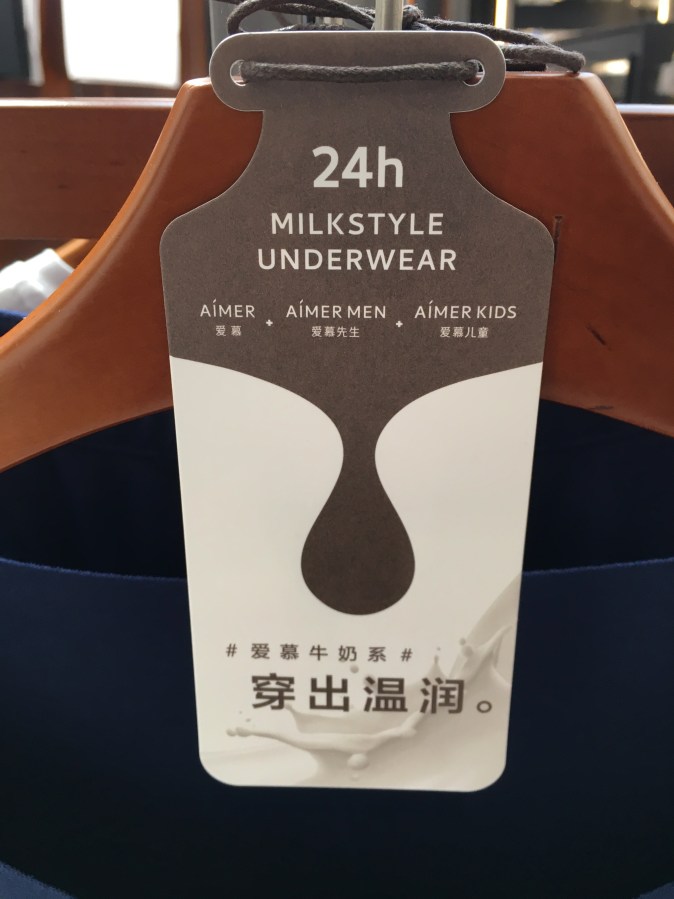 24h
MILKSTYLE
UNDERWEAR
AÍMER + AÍMER MEN + AÍMER KIDS
爱慕 爱慕先生 爱慕儿童
#爱慕牛奶系#
穿出温润。